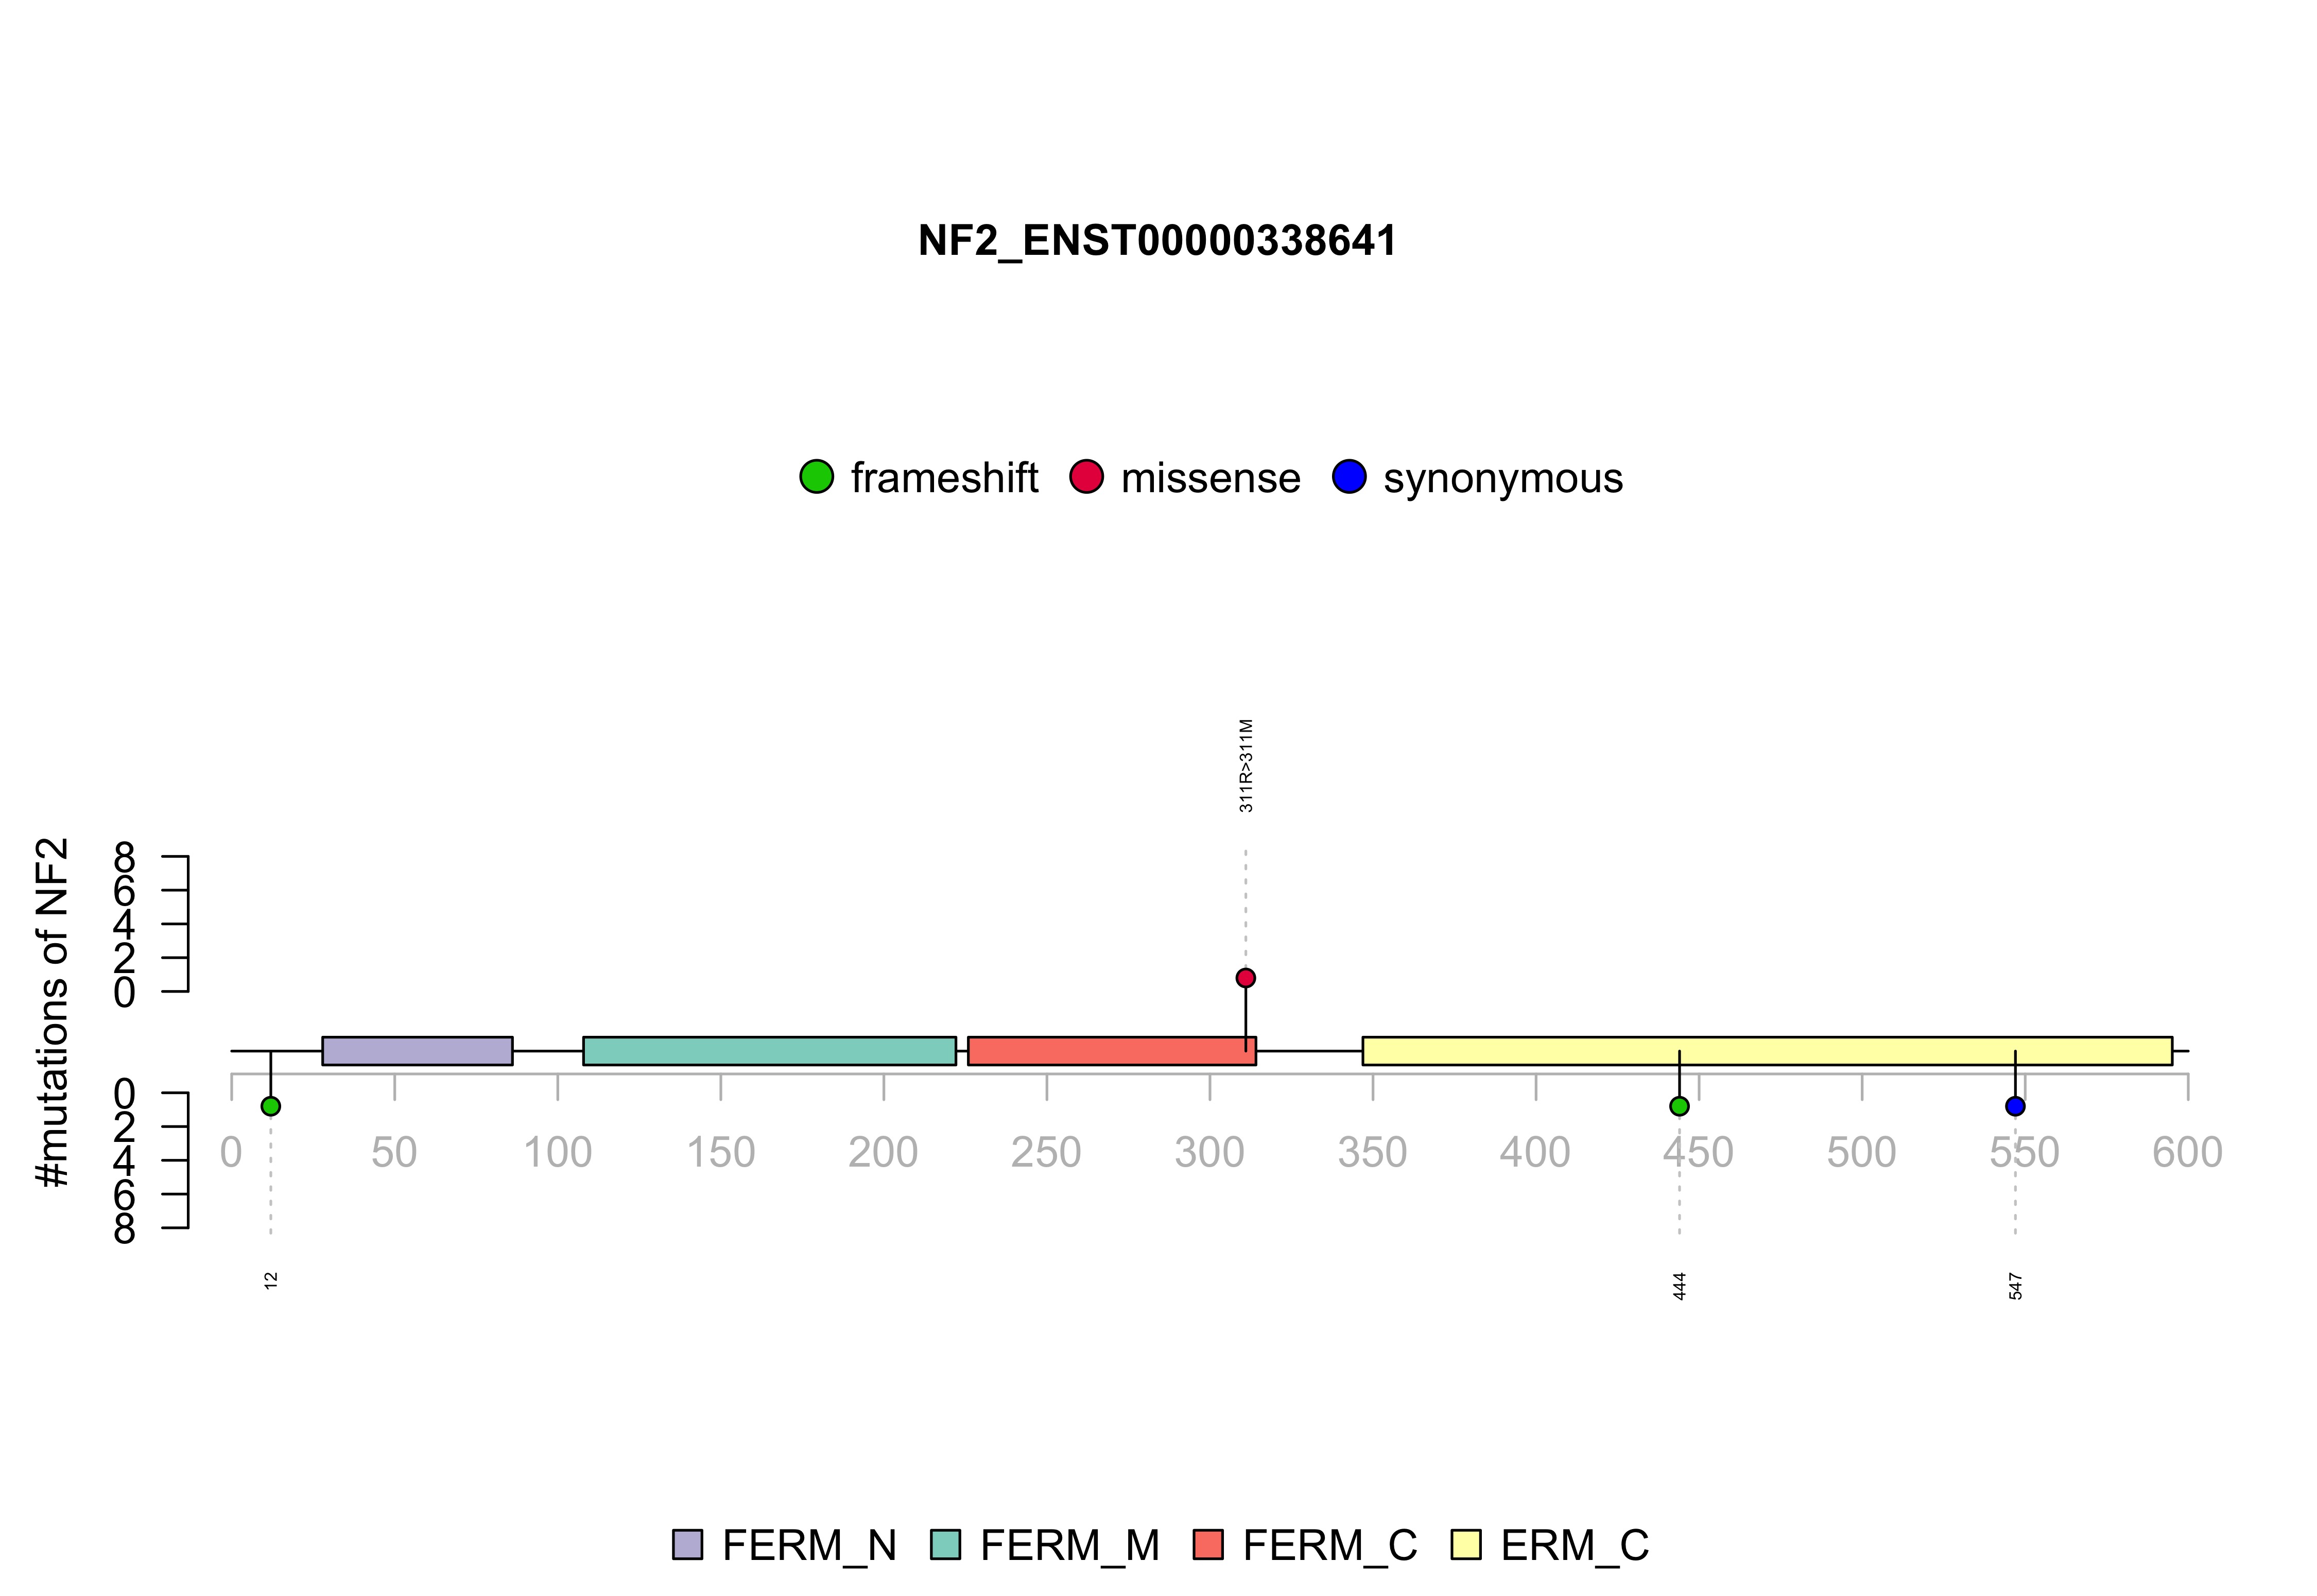 NF2_ENST00000338641
frameshift missense synonymous
311R>311M
#mutations of NF2
8
6
4
2
0
0
2
4
6
8
0 50 100 150 200 250 300 350 400 450 500 550 600
12 444 547
FERM_N FERM_M FERM_C ERM_C